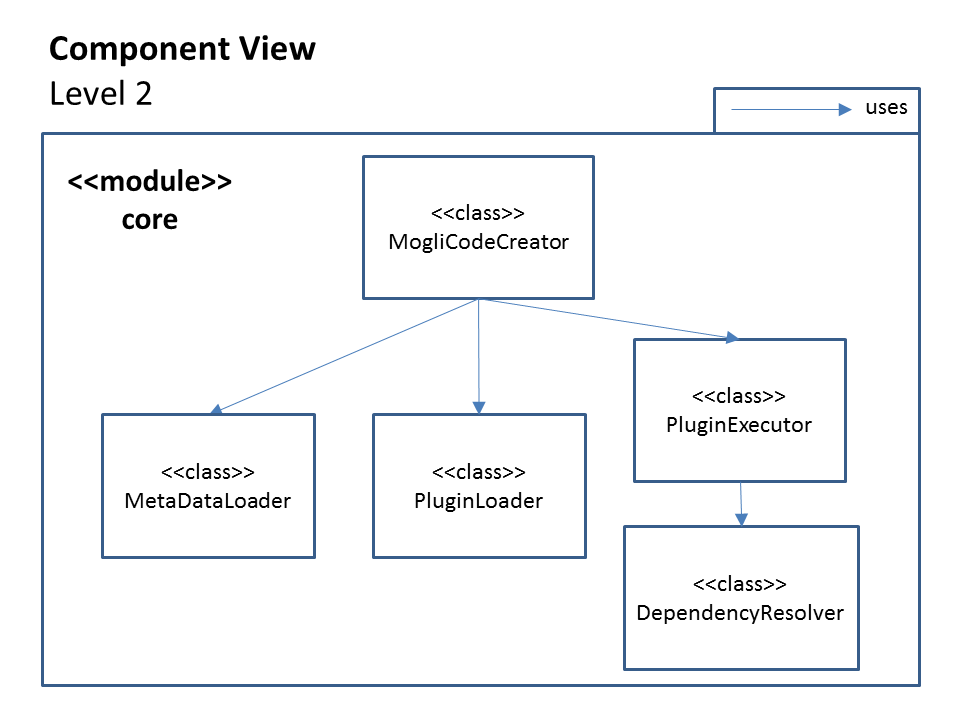 Component View
Level 2
uses
<<module>>
core
<<class>>
MogliCodeCreator
<<class>>
PluginExecutor
<<class>>
MetaDataLoader
<<class>>
PluginLoader
<<class>>
DependencyResolver